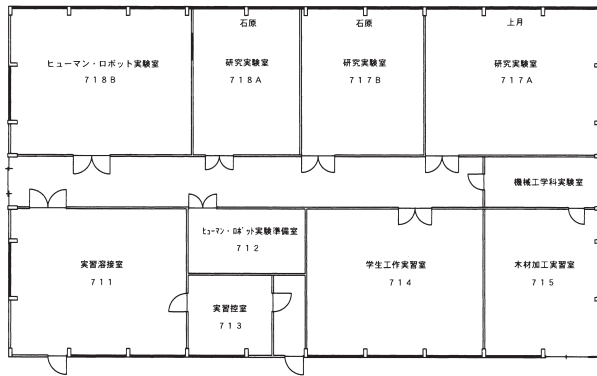 石原
石原
上月
ヒューマン・ロボット実験室
718B
研究実験室
718A
研究実験室
717B
研究実験室
717A
機械工学科実験室
ﾋｭｰﾏﾝ・ﾛﾎﾞｯﾄ実験準備室
712
実習溶接室
711
学生工作実習室
714
木材加工実習室
715
実習控室
713